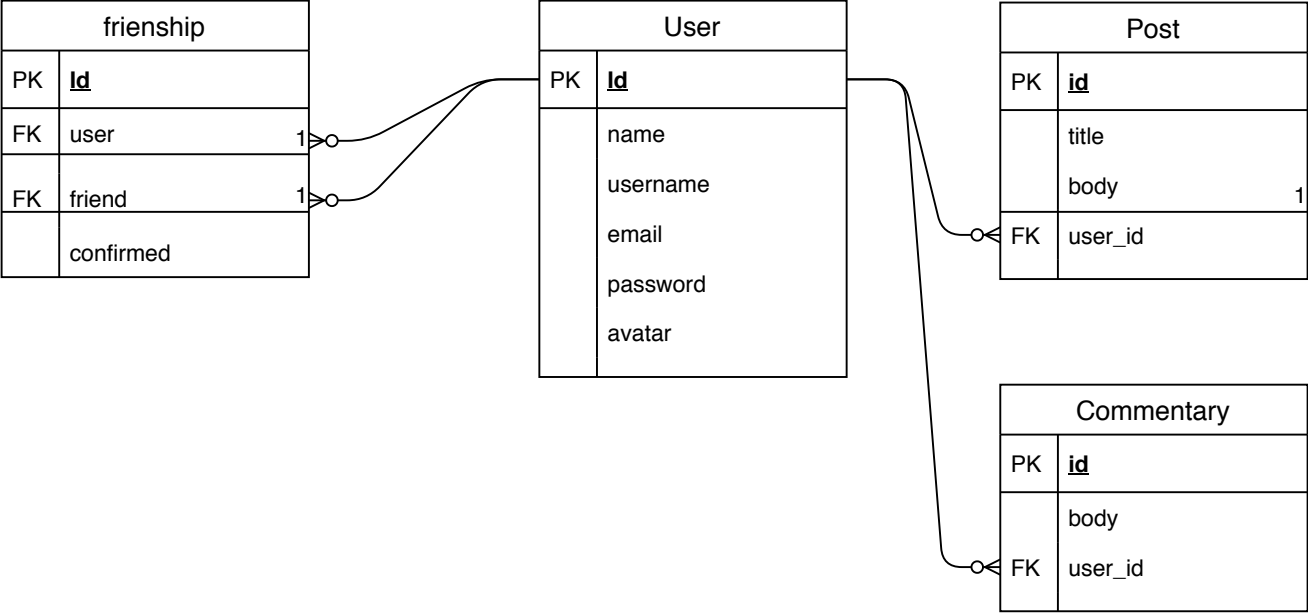 frienship
PK Id
FK user 1
FK friend 1
confirmed
User
PK Id
name
username
email
password
avatar
Post
PK id
title
body 1
FK user_id
Commentary
PK id
body
FK user_id